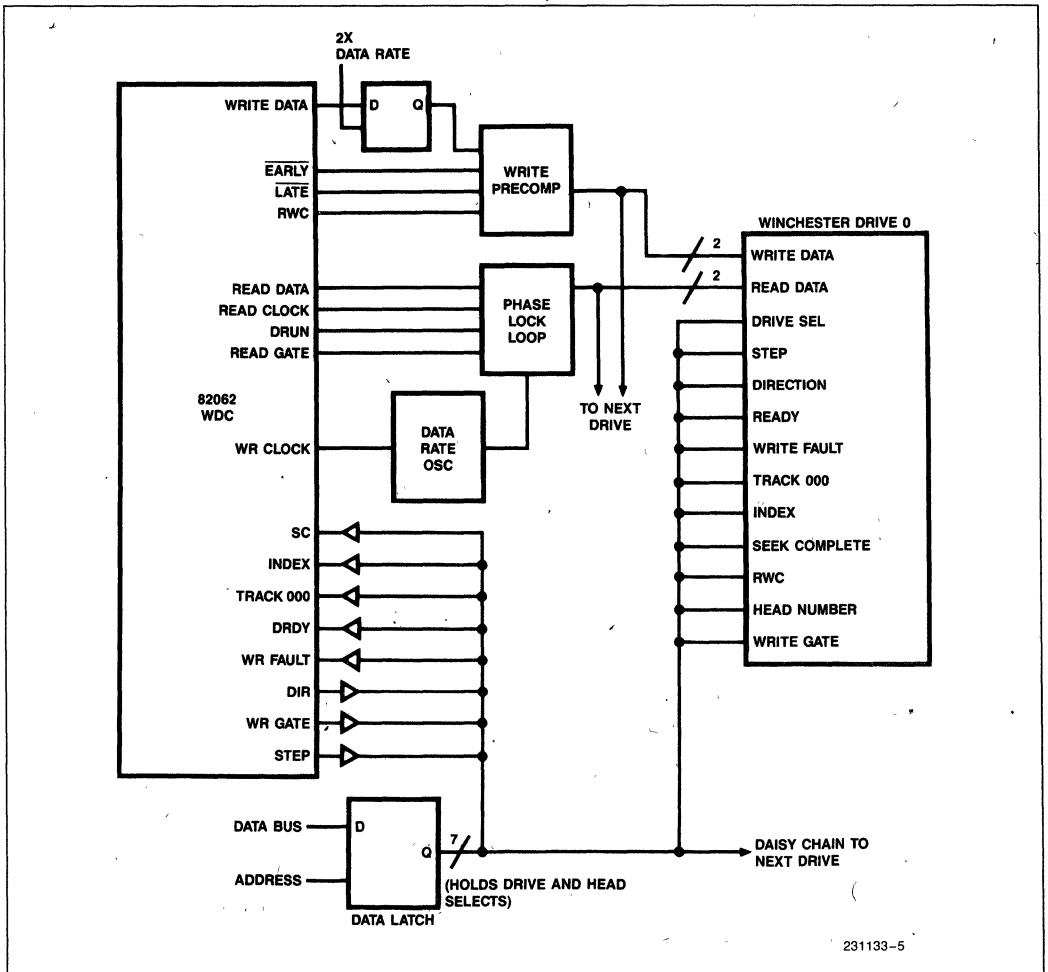 2X
DATA RATE
WRITE DATA
D Q
EARLY
LATE
RWC
WRITE
PRECOMP
WINCHESTER DRIVE 0
2
WRITE DATA
2
READ DATA
READ DATA
READ CLOCK
DRUN
READ GATE
PHASE
LOCK
LOOP
DRIVE SEL
STEP
DIRECTION
READY
WRITE FAULT
TRACK 000
INDEX
SEEK COMPLETE
RWC
HEAD NUMBER
WRITE GATE
TO NEXT
DRIVE
82062
WDC
WR CLOCK
DATA
RATE
OSC
SC
INDEX
TRACK 000
DRDY
WR FAULT
DIR
WR GATE
STEP
DATA BUS
D
Q
7
ADDRESS
(HOLDS DRIVE AND HEAD
SELECTS)
DATA LATCH
DAISY CHAIN TO
NEXT DRIVE
231133-5